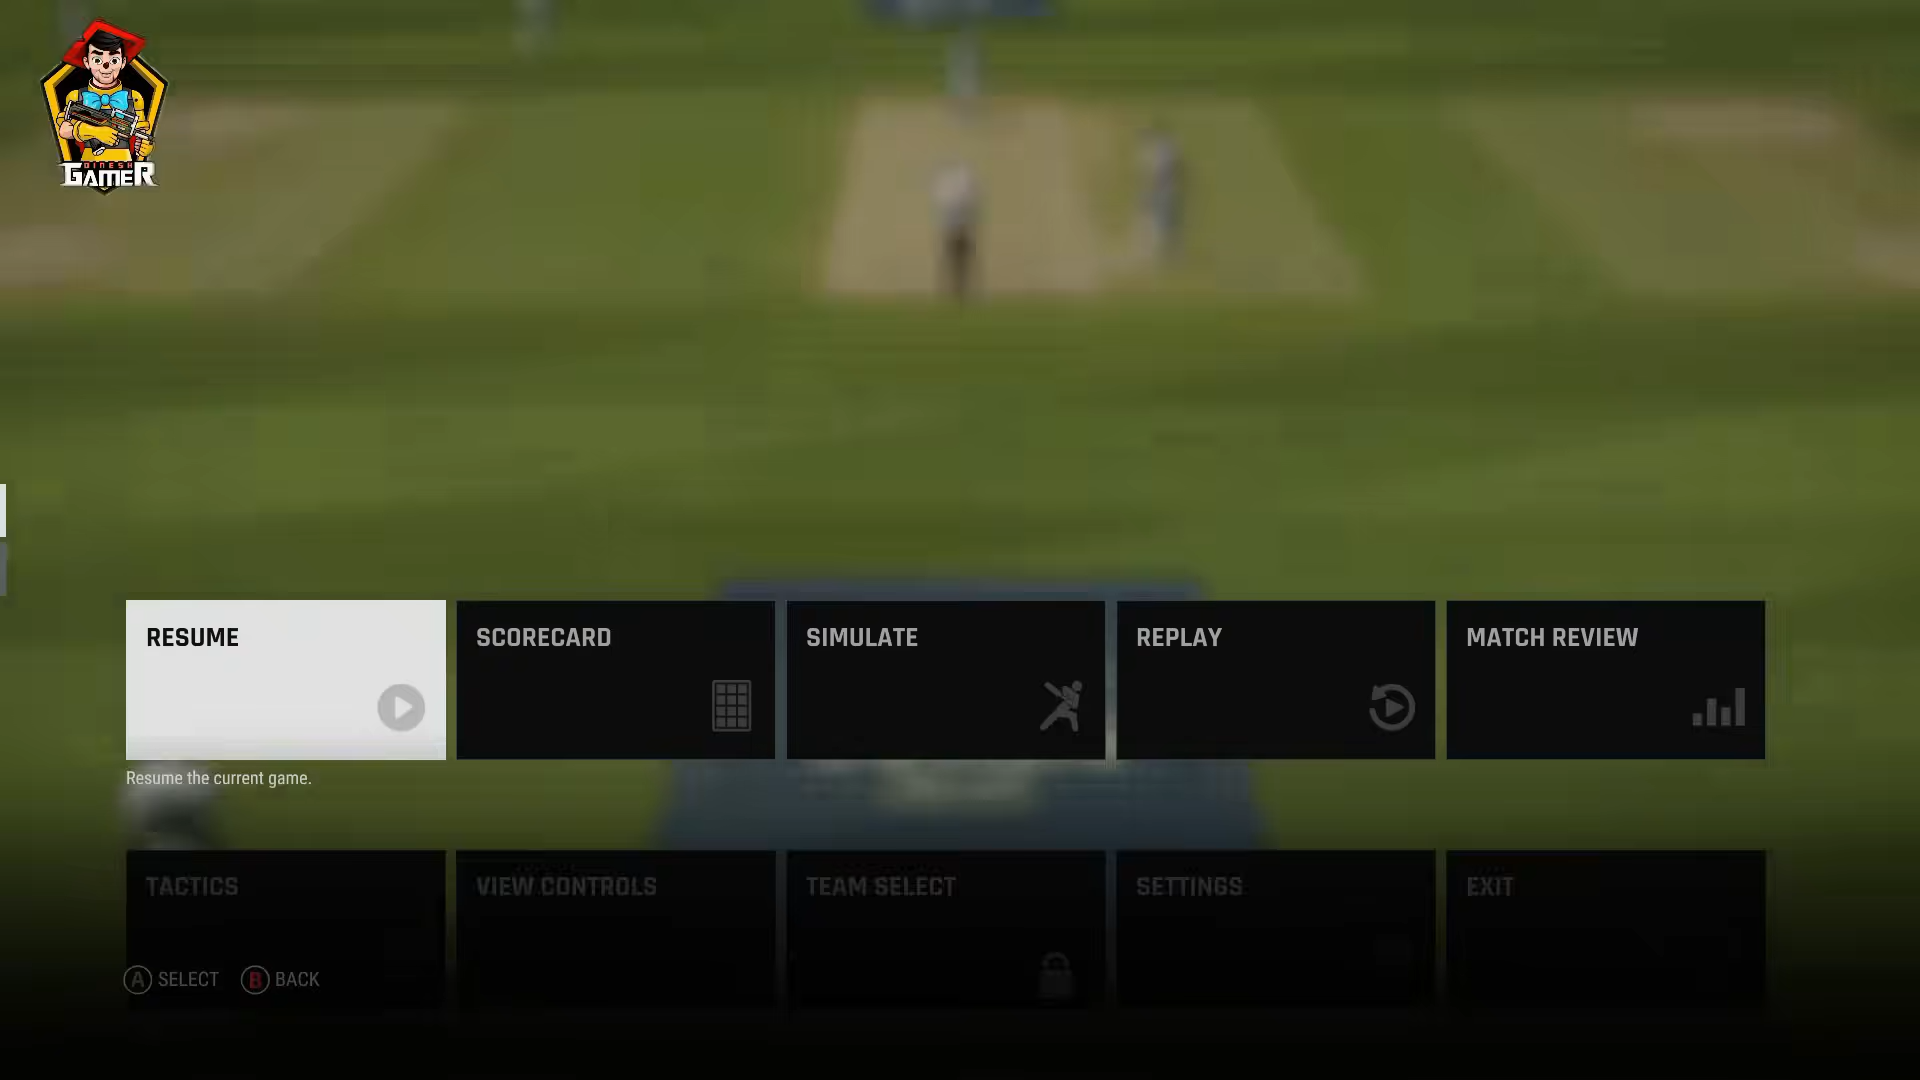 DINESH
GAMER
RESUME
SCORECARD
SIMULATE
REPLAY
MATCH REVIEW
Resume the current game.
TACTICS
VIEW CONTROLS
TEAM SELECT
SETTINGS
EXIT
A SELECT B BACK